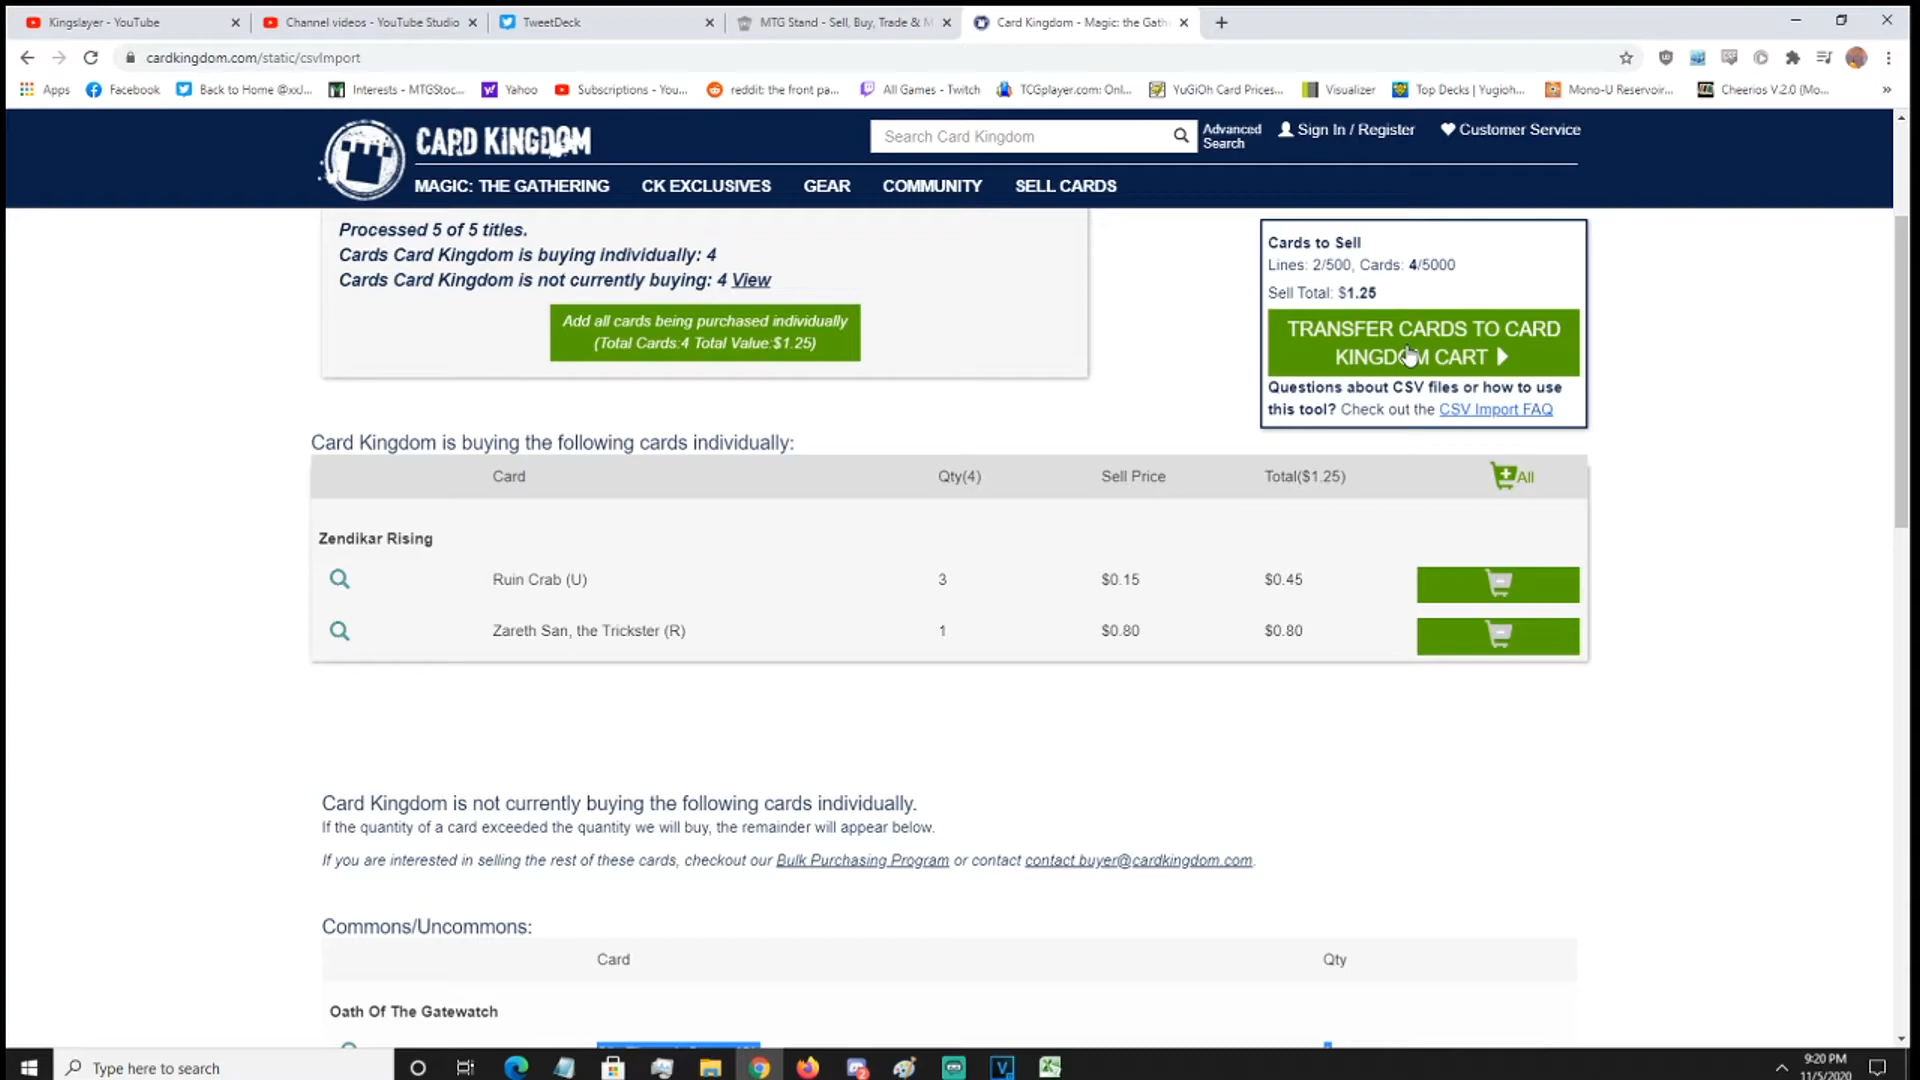 Kingslayer - YouTube
Channel videos - YouTube Studio
TweetDeck
MTG Stand - Sell, Buy, Trade & M
Card Kingdom - Magic: the Gath
cardkingdom.com/static/csvImport
Apps
Facebook
Back to Home @xxJ...
Interests - MTGStoc...
Yahoo
Subscriptions - You...
reddit: the front pa...
All Games - Twitch
TCGplayer.com: Onl...
YuGiOh Card Prices...
Visualizer
Top Decks | Yugioh...
Mono-U Reservoir...
Cheerios V.2.0 (Mo...
CARD KINGDOM
Search Card Kingdom
Advanced
Search
Sign In / Register
Customer Service
MAGIC: THE GATHERING
CK EXCLUSIVES
GEAR
COMMUNITY
SELL CARDS
Processed 5 of 5 titles.
Cards Card Kingdom is buying individually: 4
Cards Card Kingdom is not currently buying: 4 View
Add all cards being purchased individually
(Total Cards:4 Total Value:$1.25)
Cards to Sell
Lines: 2/500, Cards: 4/5000
Sell Total: $1.25
TRANSFER CARDS TO CARD
KINGDOM CART
Questions about CSV files or how to use
this tool? Check out the CSV Import FAQ
Card Kingdom is buying the following cards individually:
Card Qty(4) Sell Price Total($1.25) All
Zendikar Rising
Ruin Crab (U) 3 $0.15 $0.45
Zareth San, the Trickster (R) 1 $0.80 $0.80
Card Kingdom is not currently buying the following cards individually.
If the quantity of a card exceeded the quantity we will buy, the remainder will appear below.
If you are interested in selling the rest of these cards, checkout our Bulk Purchasing Program or contact contact buyer@cardkingdom.com.
Commons/Uncommons:
Card Qty
Oath Of The Gatewatch
Type here to search
9:20 PM
11/5/2020